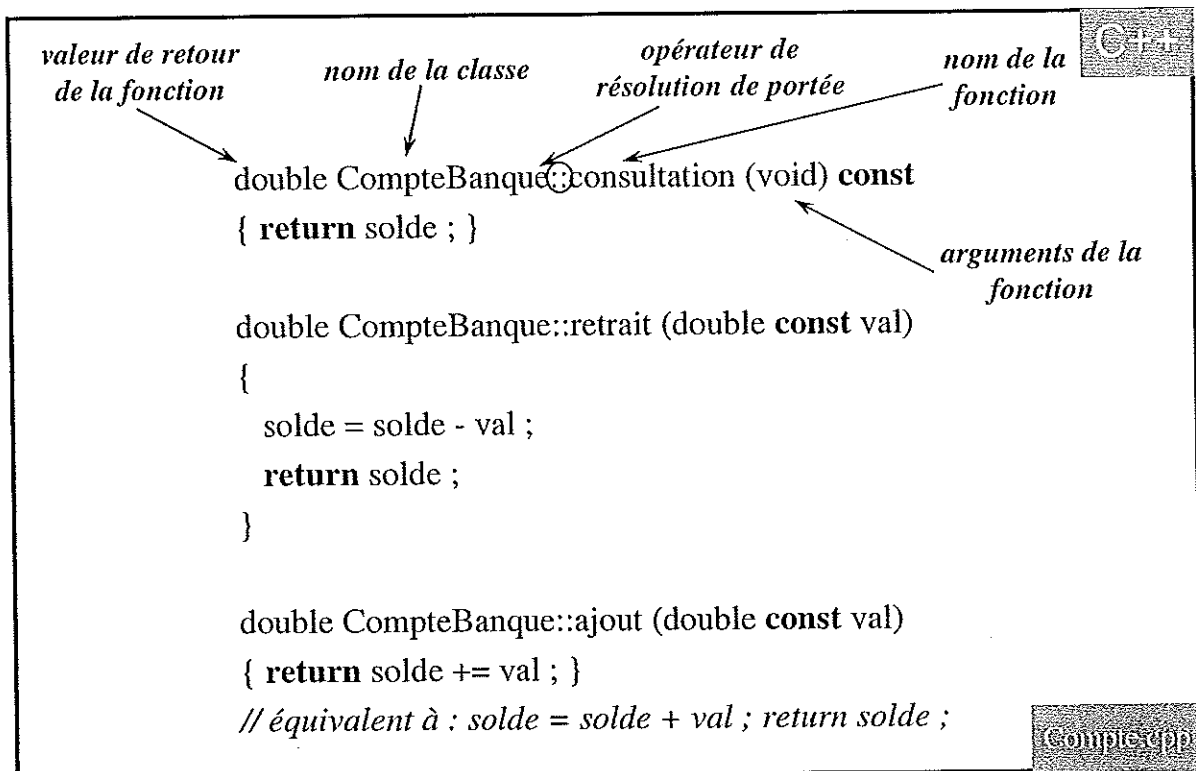 C++
valeur de retour
de la fonction
nom de la classe
opérateur de
résolution de portée
nom de la
fonction
double CompteBanque::consultation (void) const
{ return solde ; }
arguments de la
fonction
double CompteBanque::retrait (double const val)
{
solde = solde - val ;
return solde ;
}
double CompteBanque::ajout (double const val)
{ return solde += val ; }
// équivalent à : solde = solde + val ; return solde ;
Compte.cpp